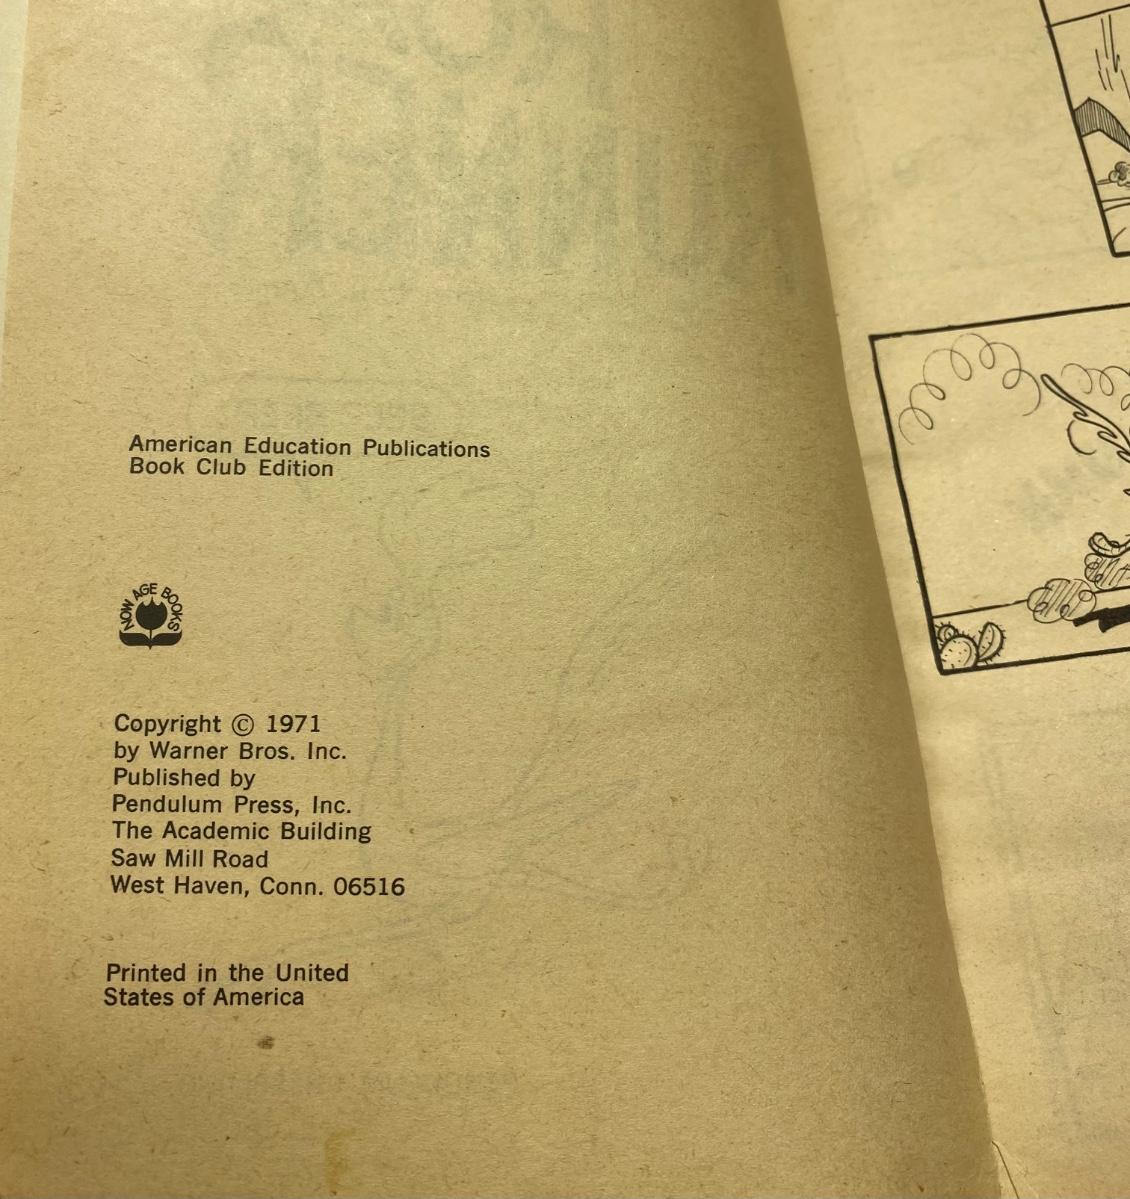 American Education Publications
Book Club Edition
NOW AGE BOOKS
Copyright © 1971
by Warner Bros. Inc.
Published by
Pendulum Press, Inc.
The Academic Building
Saw Mill Road
West Haven, Conn. 06516
Printed in the United
States of America